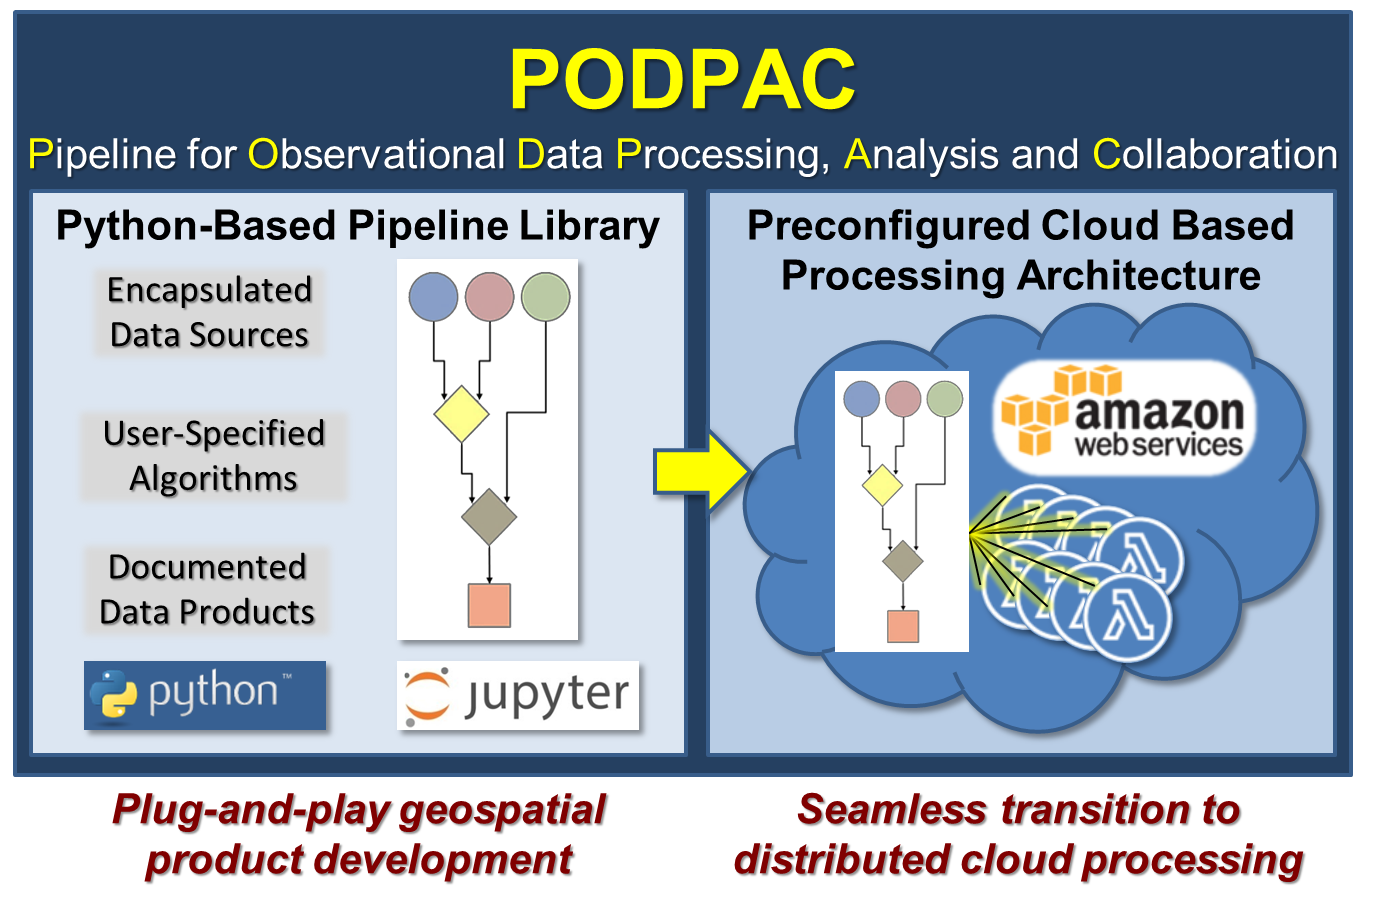 PODPAC
Pipeline for Observational Data Processing, Analysis and Collaboration
Python-Based Pipeline Library
Encapsulated
Data Sources
User-Specified
Algorithms
Documented
Data Products
python™
jupyter
Preconfigured Cloud Based
Processing Architecture
amazon
web services
λ
λ
Plug-and-play geospatial
product development
Seamless transition to
distributed cloud processing